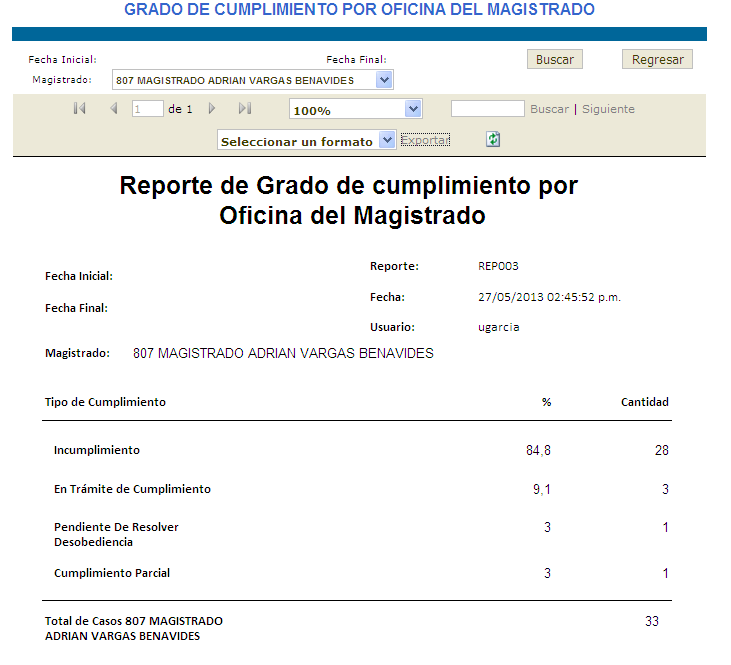 GRADO DE CUMPLIMIENTO POR OFICINA DEL MAGISTRADO
Fecha Inicial: Fecha Final: Buscar Regresar
Magistrado: 807 MAGISTRADO ADRIAN VARGAS BENAVIDES
1 de 1 100% Buscar | Siguiente
Seleccionar un formato Exportar
Reporte de Grado de cumplimiento por
Oficina del Magistrado
Reporte: REP003
Fecha Inicial:
Fecha: 27/05/2013 02:45:52 p.m.
Fecha Final:
Usuario: ugarcia
Magistrado: 807 MAGISTRADO ADRIAN VARGAS BENAVIDES
Tipo de Cumplimiento % Cantidad
Incumplimiento 84,8 28
En Trámite de Cumplimiento 9,1 3
Pendiente De Resolver 3 1
Desobediencia
Cumplimiento Parcial 3 1
Total de Casos 807 MAGISTRADO 33
ADRIAN VARGAS BENAVIDES